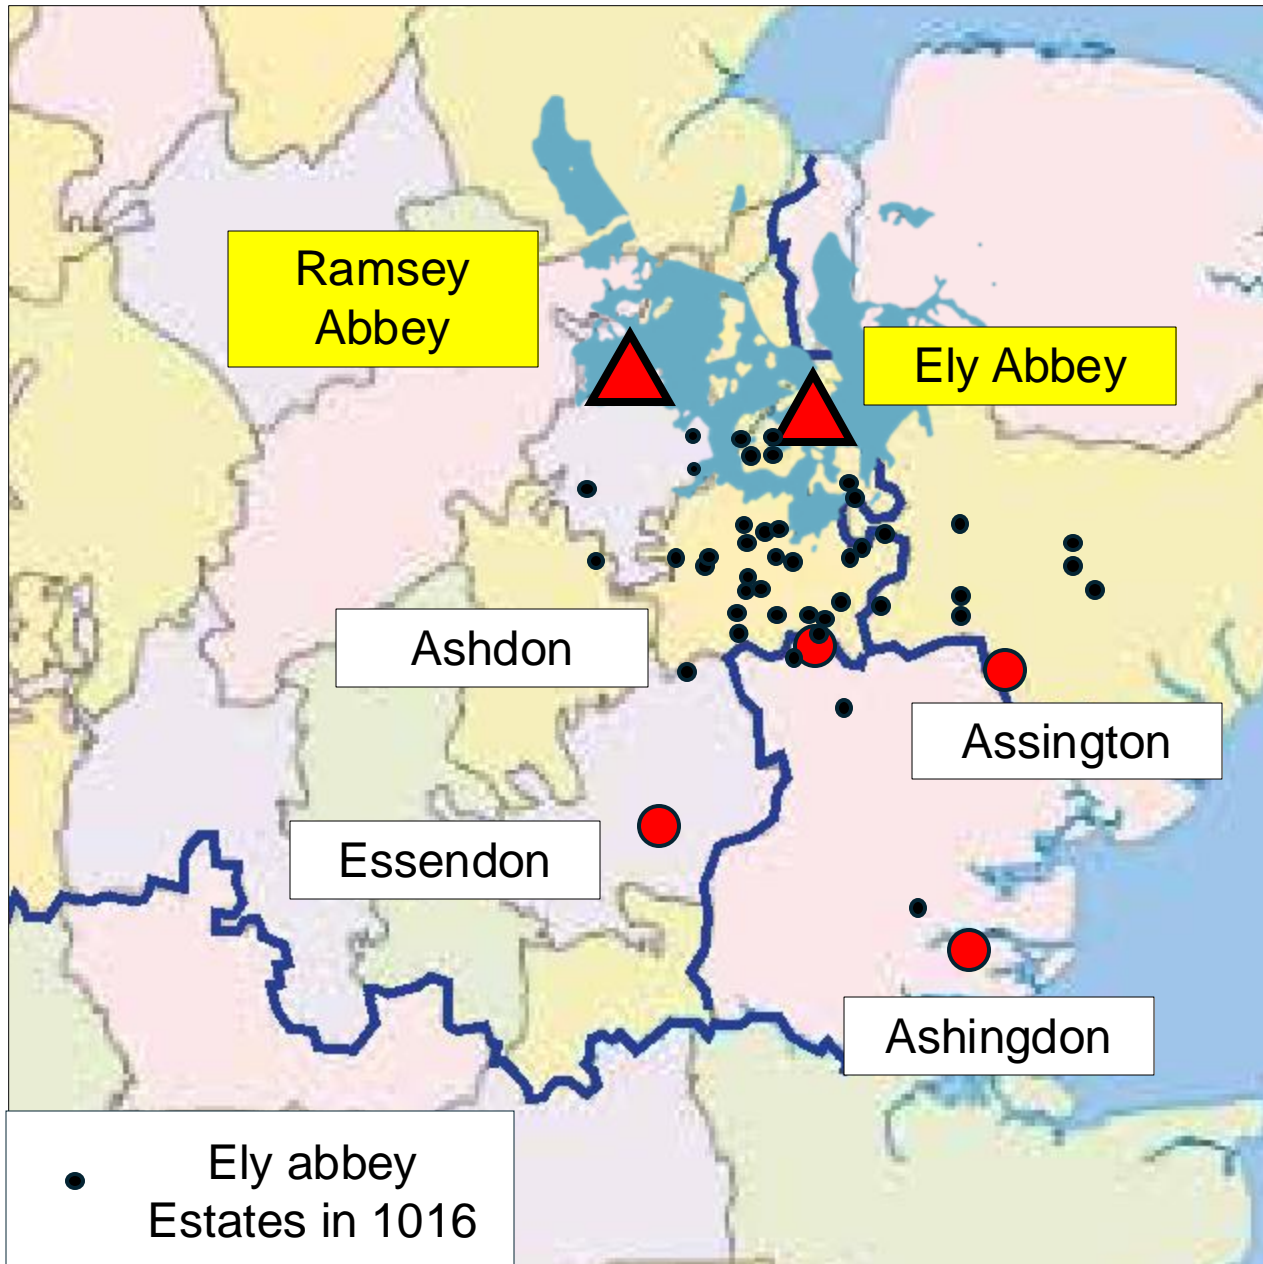 Ramsey
Abbey
Ely Abbey
Ashdon
Assington
Essendon
Ashingdon
Ely abbey
Estates in 1016